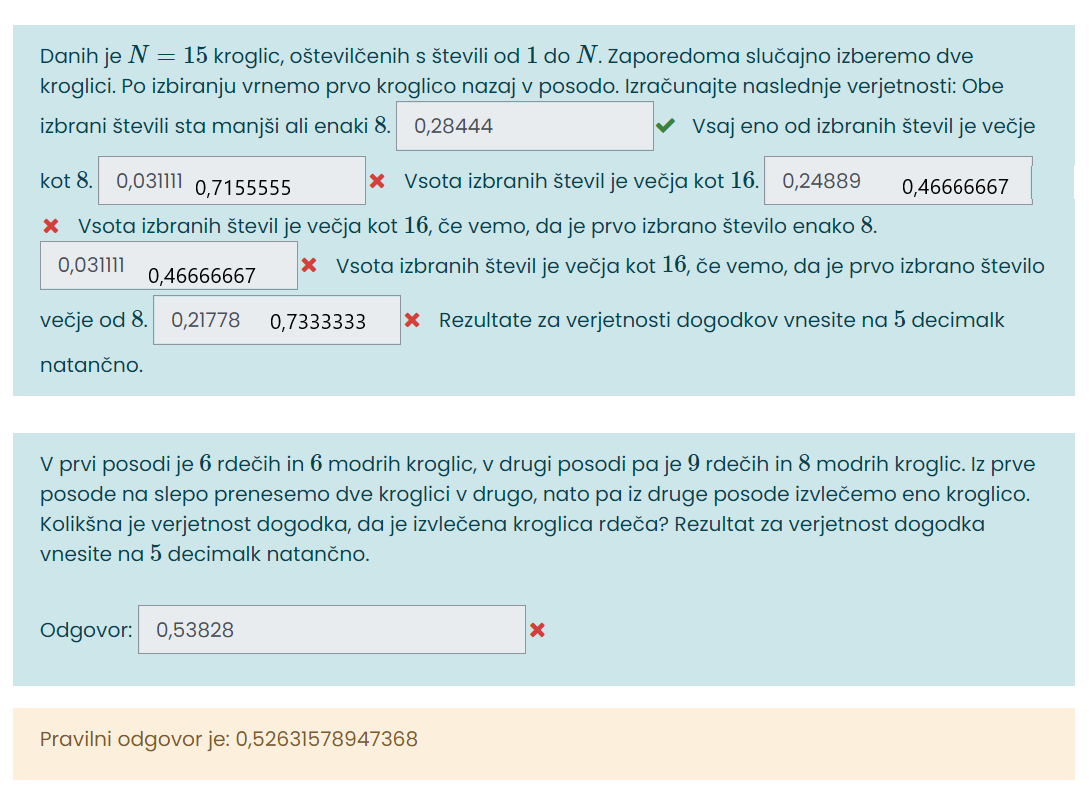 Danih je N = 15 kroglic, oštevilčenih s števili od 1 do N. Zaporedoma slučajno izberemo dve
kroglici. Po izbiranju vrnemo prvo kroglico nazaj v posodo. Izračunajte naslednje verjetnosti: Obe
izbrani števili sta manjši ali enaki 8. 0,28444 ✔ Vsaj eno od izbranih števil je večje
kot 8. 0,031111 0,7155555 ✖ Vsota izbranih števil je večja kot 16. 0,24889 0,46666667
✖ Vsota izbranih števil je večja kot 16, če vemo, da je prvo izbrano število enako 8.
0,031111 0,46666667 ✖ Vsota izbranih števil je večja kot 16, če vemo, da je prvo izbrano število
večje od 8. 0,21778 0,7333333 ✖ Rezultate za verjetnosti dogodkov vnesite na 5 decimalk
natančno.
V prvi posodi je 6 rdečih in 6 modrih kroglic, v drugi posodi pa je 9 rdečih in 8 modrih kroglic. Iz prve
posode na slepo prenesemo dve kroglici v drugo, nato pa iz druge posode izvlečemo eno kroglico.
Kolikšna je verjetnost dogodka, da je izvlečena kroglica rdeča? Rezultat za verjetnost dogodka
vnesite na 5 decimalk natančno.
Odgovor: 0,53828 ✖
Pravilni odgovor je: 0,52631578947368